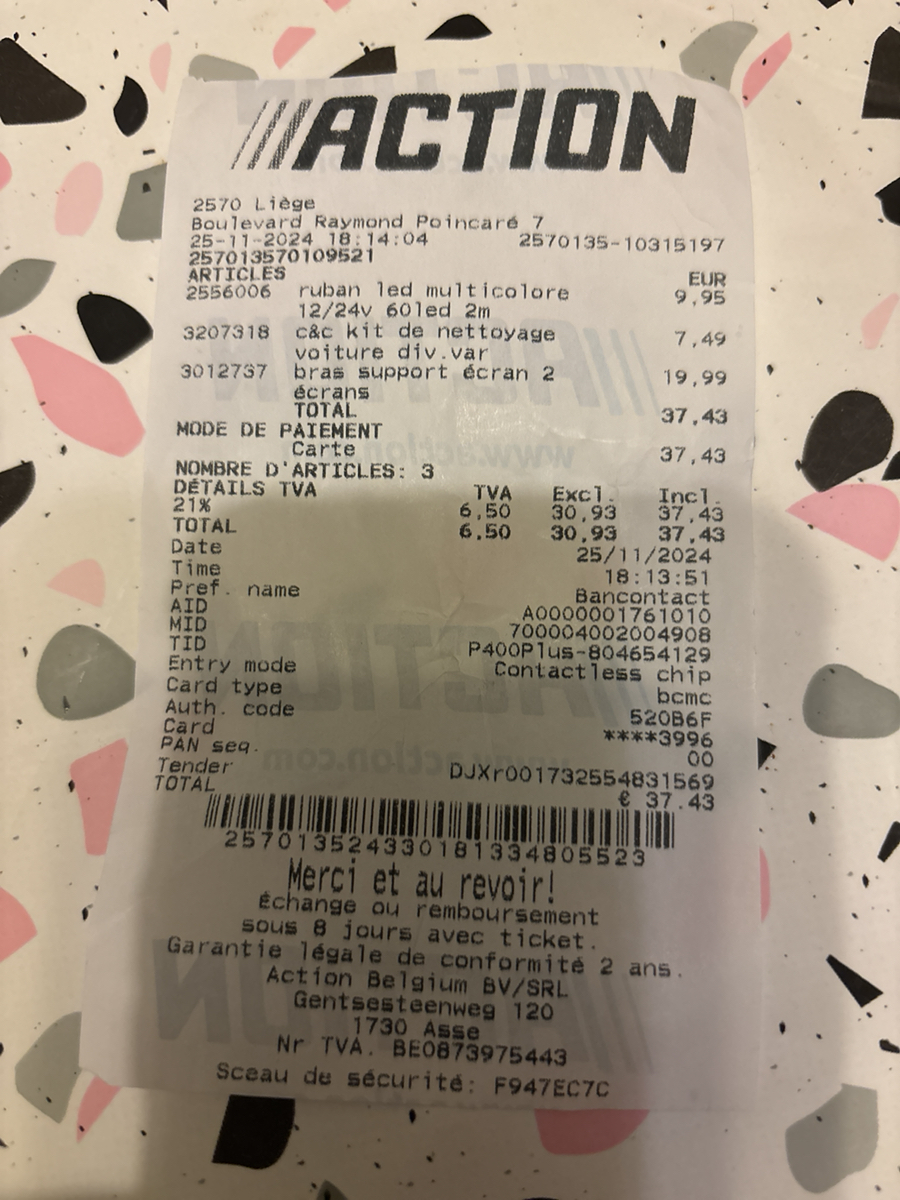 ACTION
2570 Liège
Boulevard Raymond Poincaré 7
25-11-2024 18:14:04 2570135-10315197
257013570109521
ARTICLES EUR
2556006 ruban led multicolore 9,95
12/24v 60led 2m
3207318 c&c kit de nettoyage 7,49
voiture div.var
3012737 bras support écran 2 19,99
écrans
TOTAL 37,43
MODE DE PAIEMENT
Carte 37,43
NOMBRE D'ARTICLES: 3
DÉTAILS TVA TVA Excl. Incl.
21% 6,50 30,93 37,43
TOTAL 6,50 30,93 37,43
Date 25/11/2024
Time 18:13:51
Pref. name Bancontact
AID A0000001761010
MID 700004002004908
TID P400Plus-804654129
Entry mode Contactless chip
Card type bcmc
Auth. code 520B6F
Card ****3996
PAN seq. 00
Tender DJXr001732554831569
TOTAL € 37.43
257013524330181334805523
Merci et au revoir!
Échange ou remboursement
sous 8 jours avec ticket.
Garantie légale de conformité 2 ans.
Action Belgium BV/SRL
Gentsesteenweg 120
1730 Asse
Nr TVA. BE0873975443
Sceau de sécurité: F947EC7C